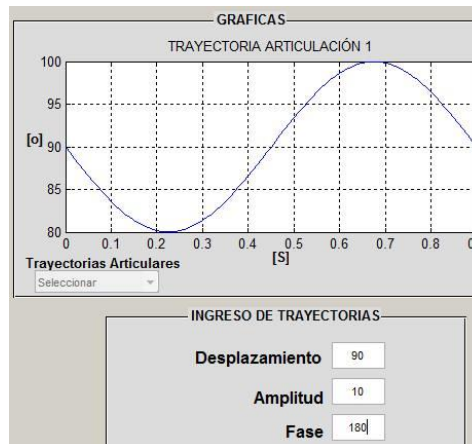 GRAFICAS
TRAYECTORIA ARTICULACIÓN 1
100
95
[o] 90
85
80
0 0.1 0.2 0.3 0.4 0.5 0.6 0.7 0.8
[S]
Trayectorias Articulares
Seleccionar
INGRESO DE TRAYECTORIAS
Desplazamiento 90
Amplitud 10
Fase 180